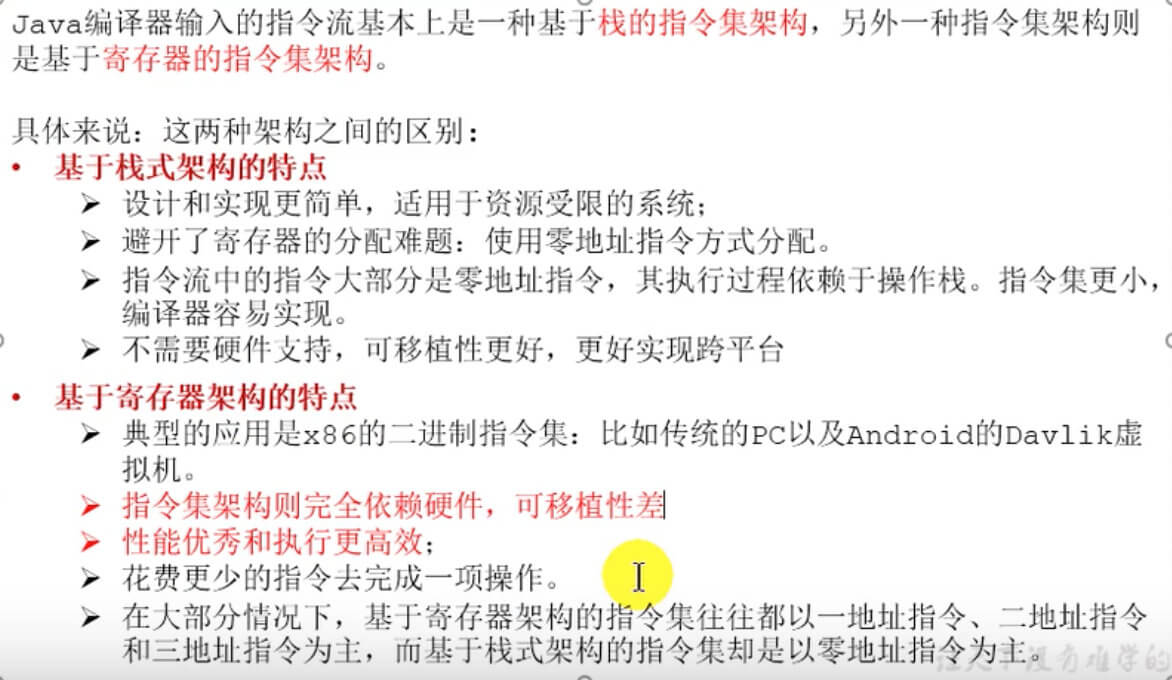 Java编译器输入的指令流基本上是一种基于栈的指令集架构，另外一种指令集架构则
是基于寄存器的指令集架构。
具体来说：这两种架构之间的区别：
• 基于栈式架构的特点
➢ 设计和实现更简单，适用于资源受限的系统；
➢ 避开了寄存器的分配难题：使用零地址指令方式分配。
➢ 指令流中的指令大部分是零地址指令，其执行过程依赖于操作栈。指令集更小，
编译器容易实现。
➢ 不需要硬件支持，可移植性更好，更好实现跨平台
• 基于寄存器架构的特点
➢ 典型的应用是x86的二进制指令集：比如传统的PC以及Android的Davlik虚
拟机。
➢ 指令集架构则完全依赖硬件，可移植性差
➢ 性能优秀和执行更高效；
➢ 花费更少的指令去完成一项操作。
➢ 在大部分情况下，基于寄存器架构的指令集往往都以一地址指令、二地址指令
和三地址指令为主，而基于栈式架构的指令集却是以零地址指令为主。